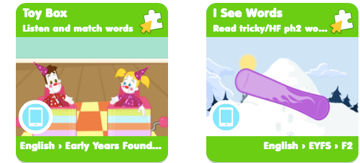 Toy Box
Listen and match words
English › Early Years Found...
I See Words
Read tricky/HF ph2 wo...
English › EYFS › F2